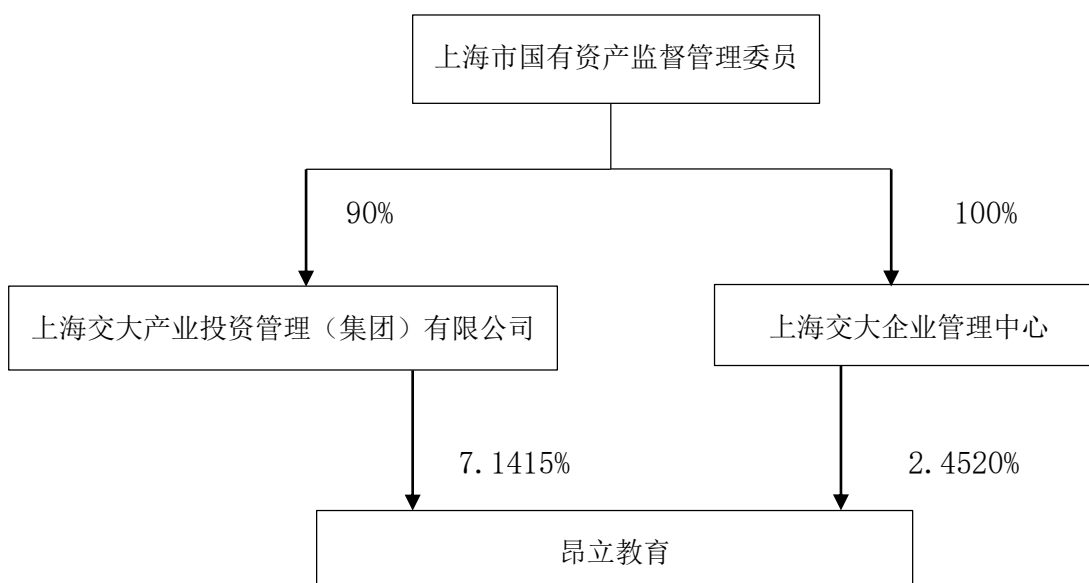 上海市国有资产监督管理委员
90%
100%
上海交大产业投资管理（集团）有限公司
上海交大企业管理中心
7.1415%
2.4520%
昂立教育